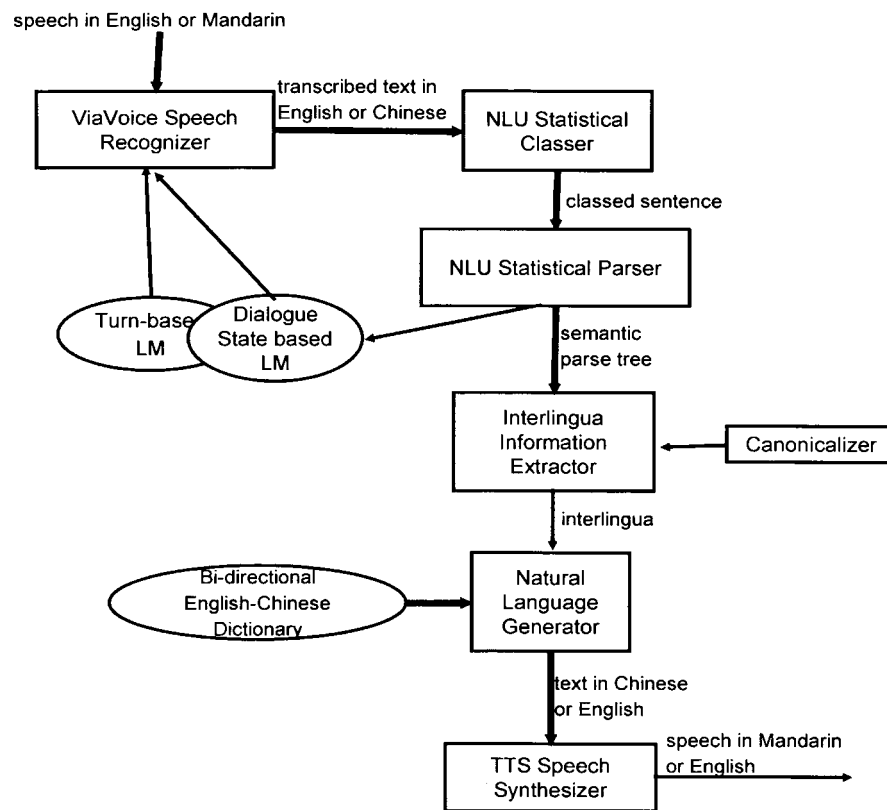 speech in English or Mandarin
transcribed text in
English or Chinese
ViaVoice Speech
Recognizer
NLU Statistical
Classer
classed sentence
NLU Statistical Parser
Turn-base
LM
Dialogue
State based
LM
semantic
parse tree
Interlingua
Information
Extractor
Canonicalizer
interlingua
Bi-directional
English-Chinese
Dictionary
Natural
Language
Generator
text in Chinese
or English
TTS Speech
Synthesizer
speech in Mandarin
or English